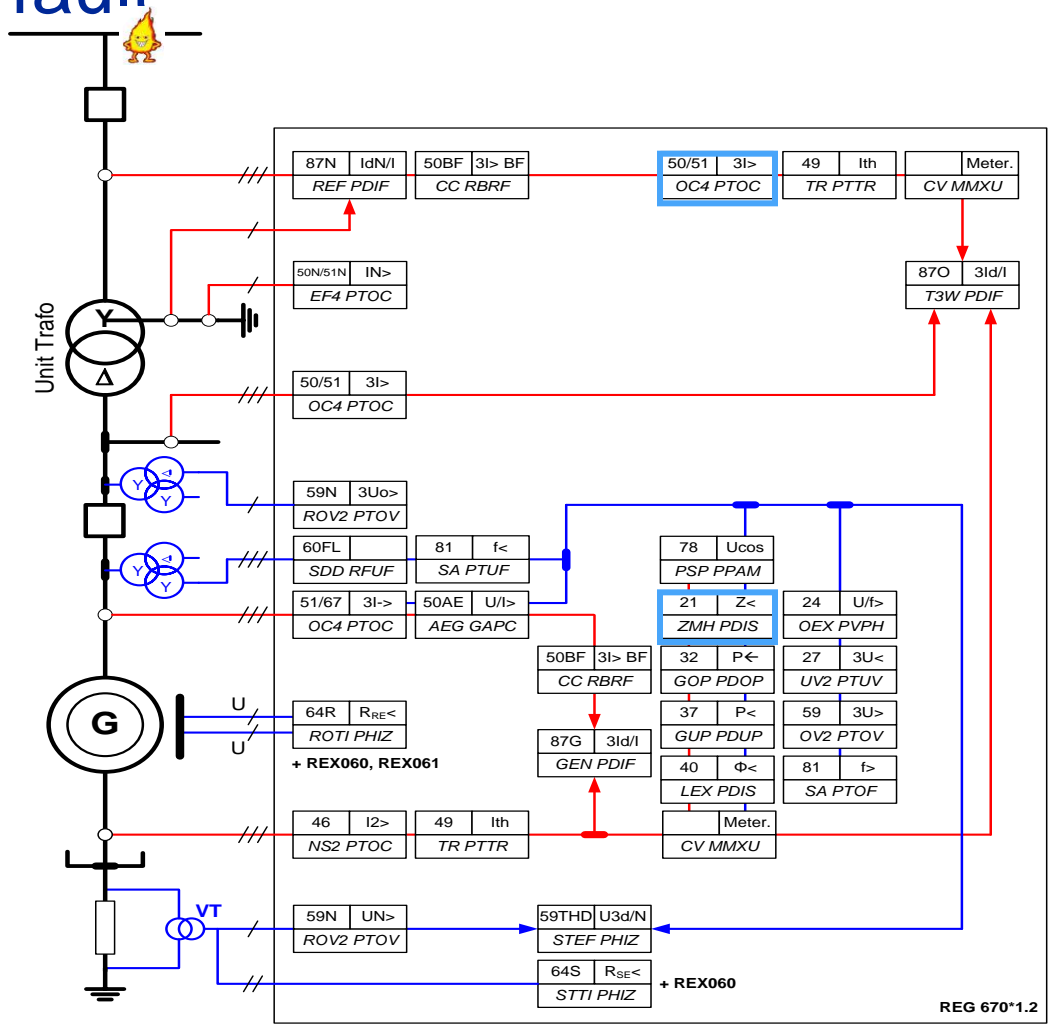 87N IdN/I
REF PDIF
50BF 3I> BF
CC RBRF
50/51 3I>
OC4 PTOC
49 Ith
TR PTTR
Meter.
CV MMXU
50N/51N IN>
EF4 PTOC
87O 3Id/I
T3W PDIF
Unit Trafo
Y
Δ
50/51 3I>
OC4 PTOC
Y
Δ
Y
59N 3Uo>
ROV2 PTOV
Y
Δ
Y
60FL
SDD RFUF
81 f<
SA PTUF
78 Ucos
PSP PPAM
51/67 3I->
OC4 PTOC
50AE U/I>
AEG GAPC
21 Z<
ZMH PDIS
24 U/f>
OEX PVPH
50BF 3I> BF
CC RBRF
32 P←
GOP PDOP
27 3U<
UV2 PTUV
G
U
U
64R RRE<
ROTI PHIZ
+ REX060, REX061
87G 3Id/I
GEN PDIF
37 P<
GUP PDUP
59 3U>
OV2 PTOV
40 Φ<
LEX PDIS
81 f>
SA PTOF
46 I2>
NS2 PTOC
49 Ith
TR PTTR
Meter.
CV MMXU
VT
59N UN>
ROV2 PTOV
59THD U3d/N
STEF PHIZ
64S RSE<
STTI PHIZ
+ REX060
REG 670*1.2